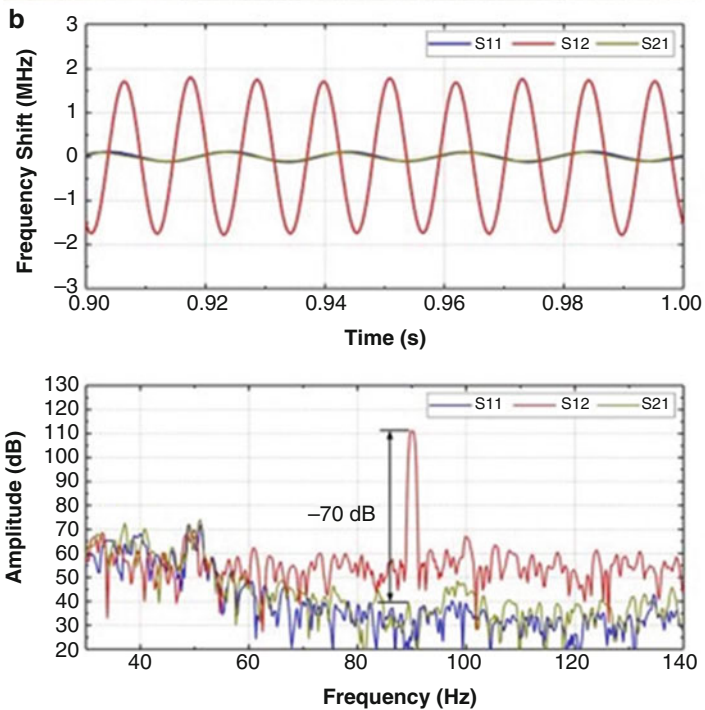 b
Frequency Shift (MHz)
3
2
1
0
–1
–2
–3
S11 S12 S21
0.90 0.92 0.94 0.96 0.98 1.00
Time (s)
Amplitude (dB)
130
120
110
100
90
80
70
60
50
40
30
20
S11 S12 S21
–70 dB
40 60 80 100 120 140
Frequency (Hz)